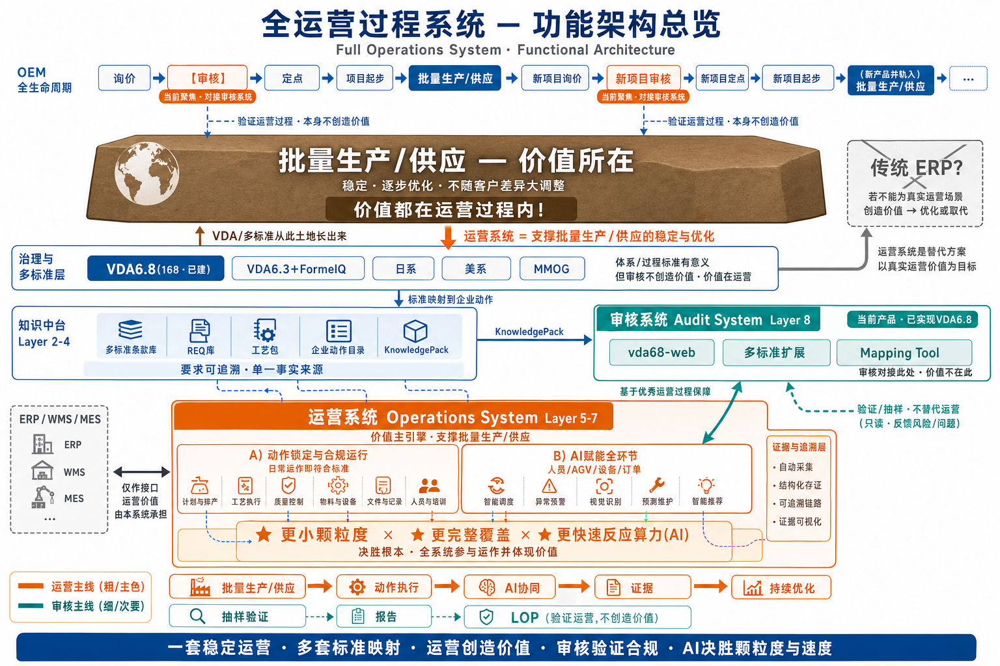 全运营过程系统 — 功能架构总览
Full Operations System · Functional Architecture
OEM
全生命周期
询价
【审核】
定点
项目起步
批量生产/供应
新项目询价
新项目审核
新项目定点
新项目起步
（新产品并轨入）
批量生产/供应
...
当前聚焦·对接审核系统
当前聚焦·对接审核系统
验证运营过程·本身不创造价值
验证运营过程·本身不创造价值
批量生产/供应 — 价值所在
稳定·逐步优化·不随客户差异大调整
价值都在运营过程内！
传统 ERP?
若不能为真实运营场景
创造价值 → 优化或取代
VDA/多标准从此土地长出来
运营系统 = 支撑批量生产/供应的稳定与优化
运营系统是替代方案
以真实运营价值为目标
治理与
多标准层
VDA6.8(168·已建)
VDA6.3+FormelQ
日系
美系
MMOG
体系/过程标准有意义
但审核不创造价值·价值在运营
标准映射到企业动作
知识中台
Layer 2-4
多标准条款库
REQ库
工艺包
企业动作目录
KnowledgePack
要求可追溯·单一事实来源
KnowledgePack
审核系统 Audit System Layer 8
当前产品·已实现VDA6.8
vda68-web
多标准扩展
Mapping Tool
审核对接此处·价值不在此
基于优秀运营过程保障
验证/抽样·不替代运营
（只读·反馈风险/问题）
ERP/WMS/MES
ERP
WMS
MES
...
仅作接口
运营价值
由本系统承担
运营系统 Operations System Layer 5-7
价值主引擎·支撑批量生产/供应
A）动作锁定与合规运行
日常运作即符合标准
计划与排产
工艺执行
质量控制
物料与设备
文件与记录
人员与培训
B）AI赋能全环节
人员/AGV/设备/订单
智能调度
异常预警
视觉识别
预测维护
智能推荐
证据与追溯层
·自动采集
·结构化存证
·可追溯链路
·证据可视化
★ 更小颗粒度 × ★ 更完整覆盖 × ★ 更快速反应算力(AI)
决胜根本·全系统参与运作并体现价值
运营主线（粗/主色）
审核主线（细/次要）
批量生产/供应
动作执行
AI协同
证据
持续优化
抽样验证
报告
LOP（验证运营,不创造价值）
一套稳定运营 · 多套标准映射 · 运营创造价值 · 审核验证合规 · AI决胜颗粒度与速度